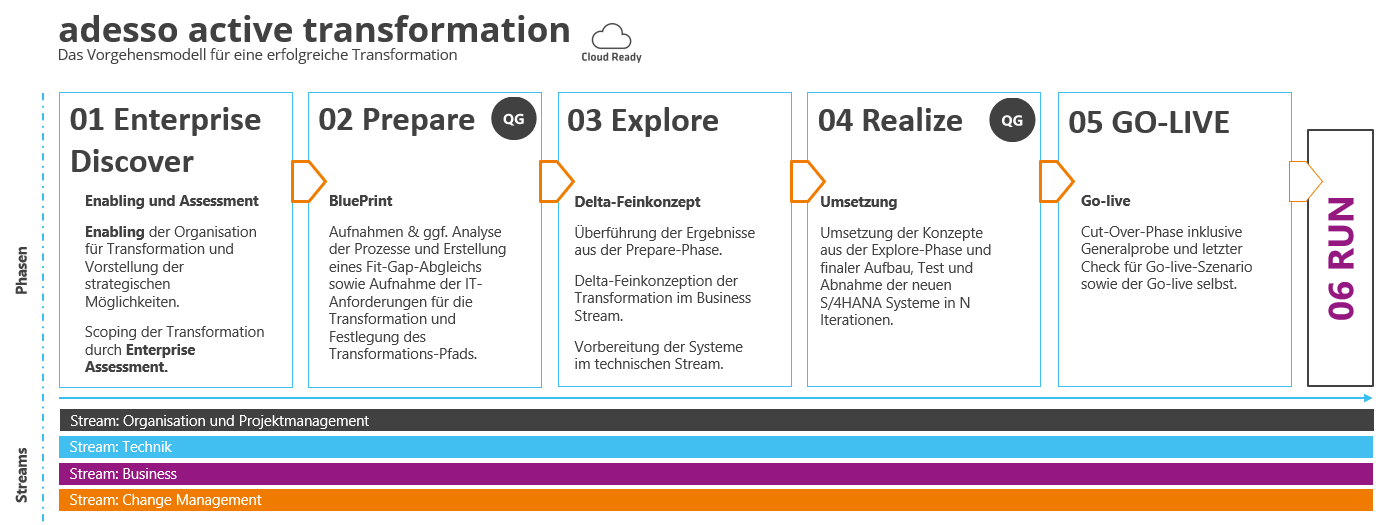 adesso active transformation
Das Vorgehensmodell für eine erfolgreiche Transformation
Cloud Ready
Phasen
01 Enterprise
Discover
Enabling und Assessment
Enabling der Organisation
für Transformation und
Vorstellung der
strategischen
Möglichkeiten.
Scoping der Transformation
durch Enterprise
Assessment.
02 Prepare
QG
BluePrint
Aufnahmen & ggf. Analyse
der Prozesse und Erstellung
eines Fit-Gap-Abgleichs
sowie Aufnahme der IT-
Anforderungen für die
Transformation und
Festlegung des
Transformations-Pfads.
03 Explore
Delta-Feinkonzept
Überführung der Ergebnisse
aus der Prepare-Phase.
Delta-Feinkonzeption der
Transformation im Business
Stream.
Vorbereitung der Systeme
im technischen Stream.
04 Realize
QG
Umsetzung
Umsetzung der Konzepte
aus der Explore-Phase und
finaler Aufbau, Test und
Abnahme der neuen
S/4HANA Systeme in N
Iterationen.
05 GO-LIVE
Go-live
Cut-Over-Phase inklusive
Generalprobe und letzter
Check für Go-live-Szenario
sowie der Go-live selbst.
06 RUN
Streams
Stream: Organisation und Projektmanagement
Stream: Technik
Stream: Business
Stream: Change Management